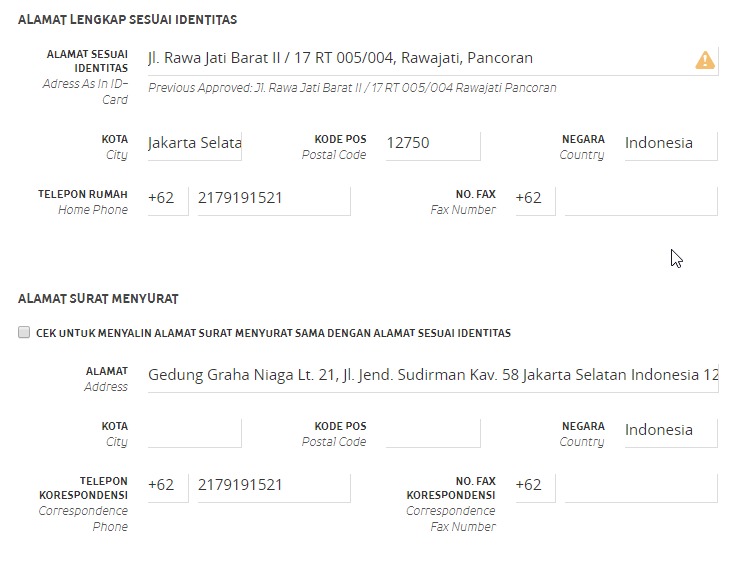 ALAMAT LENGKAP SESUAI IDENTITAS
ALAMAT SESUAI IDENTITAS
Adress As In ID-Card
Jl. Rawa Jati Barat II / 17 RT 005/004, Rawajati, Pancoran
Previous Approved: Jl. Rawa Jati Barat II / 17 RT 005/004 Rawajati Pancoran
KOTA
City
Jakarta Selata
KODE POS
Postal Code
12750
NEGARA
Country
Indonesia
TELEPON RUMAH
Home Phone
+62
2179191521
NO. FAX
Fax Number
+62
ALAMAT SURAT MENYURAT
CEK UNTUK MENYALIN ALAMAT SURAT MENYURAT SAMA DENGAN ALAMAT SESUAI IDENTITAS
ALAMAT
Address
Gedung Graha Niaga Lt. 21, Jl. Jend. Sudirman Kav. 58 Jakarta Selatan Indonesia 12
KOTA
City
KODE POS
Postal Code
NEGARA
Country
Indonesia
TELEPON
KORESPONDENSI
Correspondence
Phone
+62
2179191521
NO. FAX
KORESPONDENSI
Correspondence
Fax Number
+62